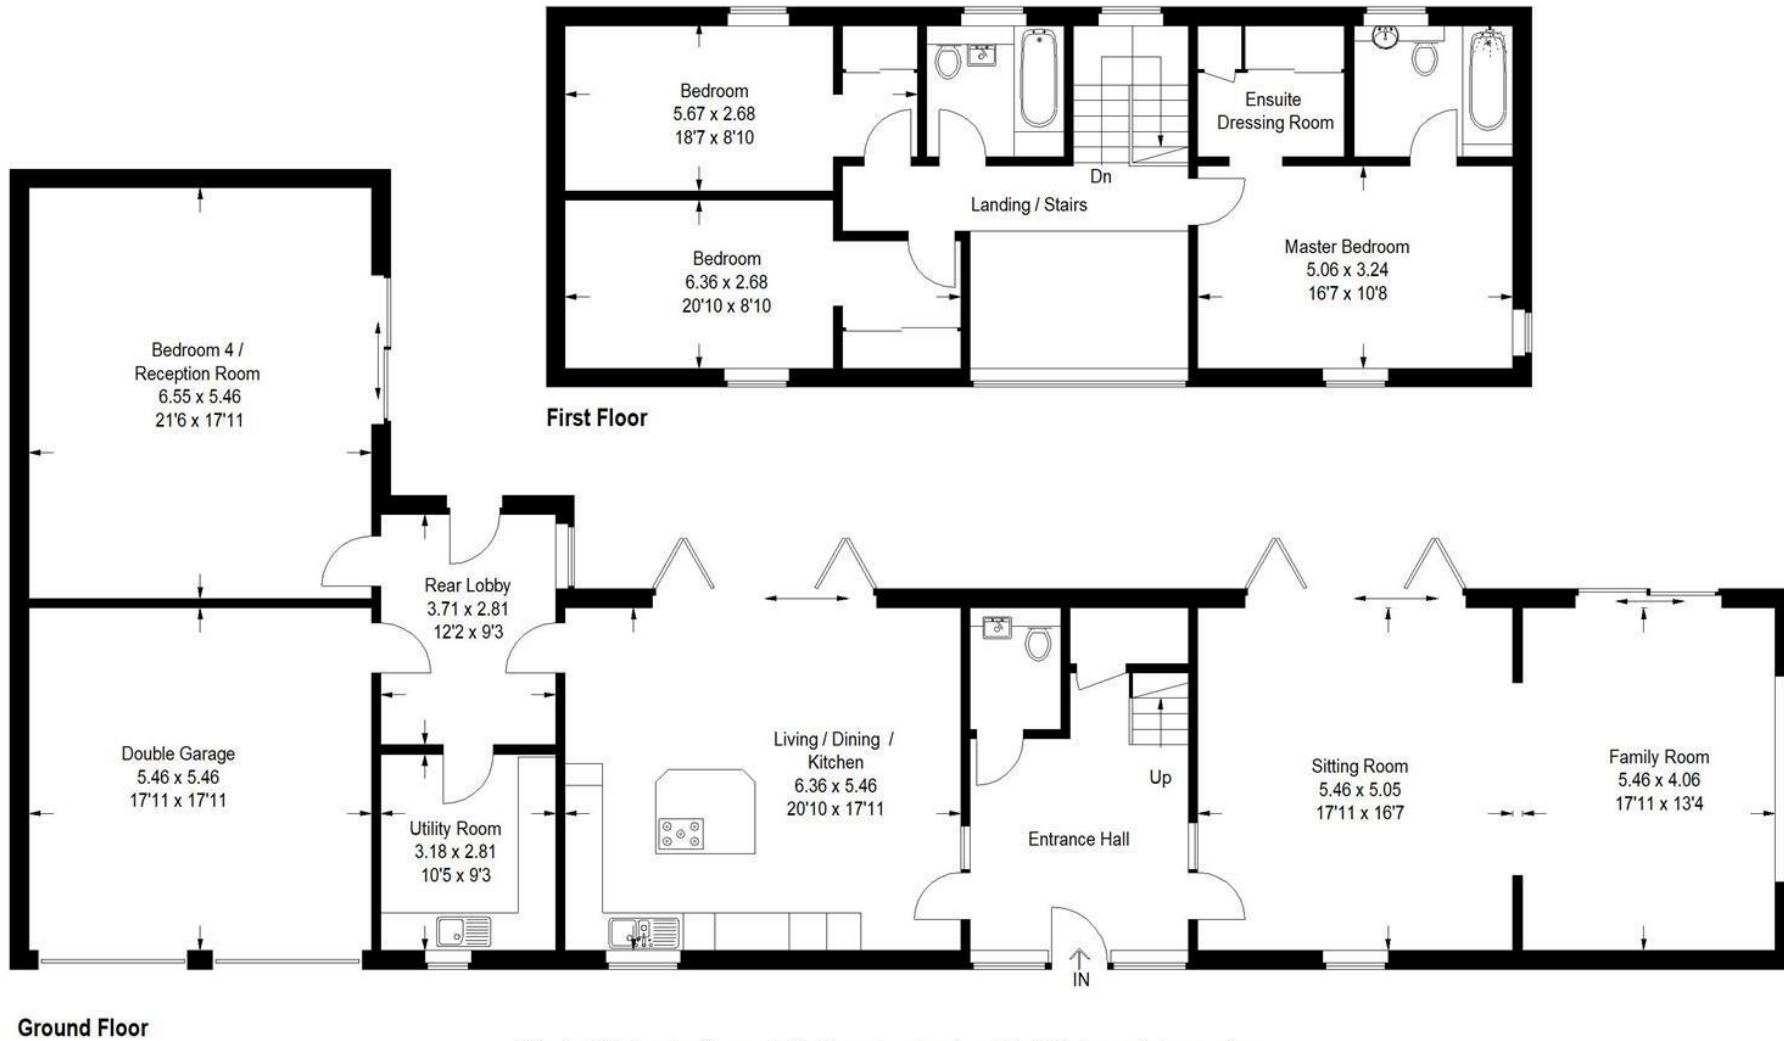 Bedroom
5.67 x 2.68
18'7 x 8'10
Ensuite
Dressing Room
Dn
Landing / Stairs
Bedroom
6.36 x 2.68
20'10 x 8'10
Master Bedroom
5.06 x 3.24
16'7 x 10'8
First Floor
Bedroom 4 /
Reception Room
6.55 x 5.46
21'6 x 17'11
Rear Lobby
3.71 x 2.81
12'2 x 9'3
Double Garage
5.46 x 5.46
17'11 x 17'11
Utility Room
3.18 x 2.81
10'5 x 9'3
Living / Dining /
Kitchen
6.36 x 5.46
20'10 x 17'11
Up
Entrance Hall
IN
Sitting Room
5.46 x 5.05
17'11 x 16'7
Family Room
5.46 x 4.06
17'11 x 13'4
Ground Floor